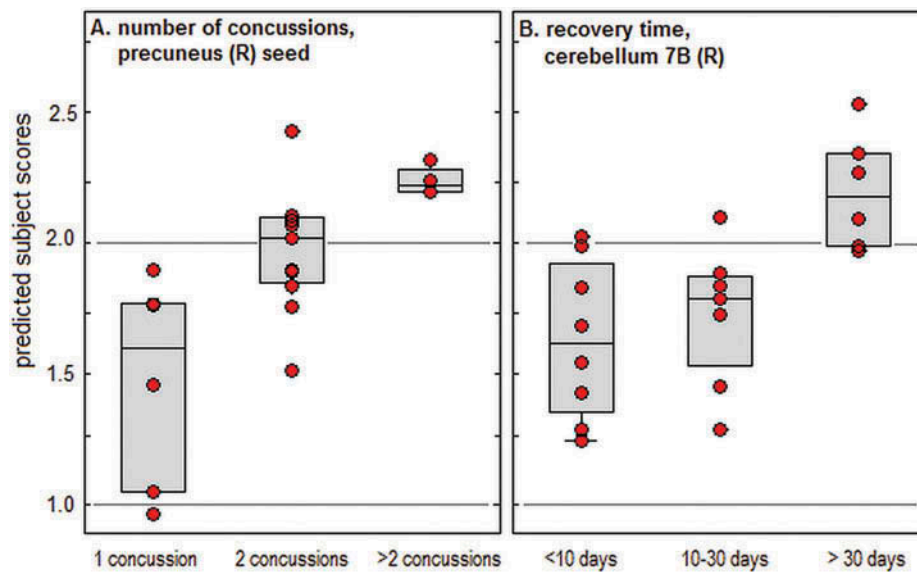 A. number of concussions,
precuneus (R) seed
B. recovery time,
cerebellum 7B (R)
predicted subject scores
2.5
2.0
1.5
1.0
1 concussion
2 concussions
>2 concussions
<10 days
10-30 days
> 30 days